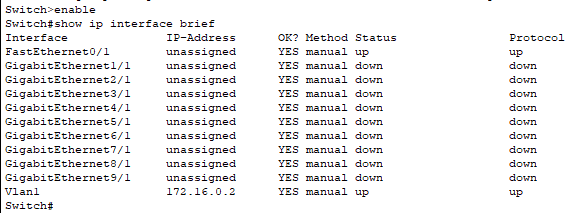 Switch>enable
Switch#show ip interface brief
Interface IP-Address OK? Method Status Protocol
FastEthernet0/1 unassigned YES manual up up
GigabitEthernet1/1 unassigned YES manual down down
GigabitEthernet2/1 unassigned YES manual down down
GigabitEthernet3/1 unassigned YES manual down down
GigabitEthernet4/1 unassigned YES manual down down
GigabitEthernet5/1 unassigned YES manual down down
GigabitEthernet6/1 unassigned YES manual down down
GigabitEthernet7/1 unassigned YES manual down down
GigabitEthernet8/1 unassigned YES manual down down
GigabitEthernet9/1 unassigned YES manual down down
Vlan1 172.16.0.2 YES manual up up
Switch#